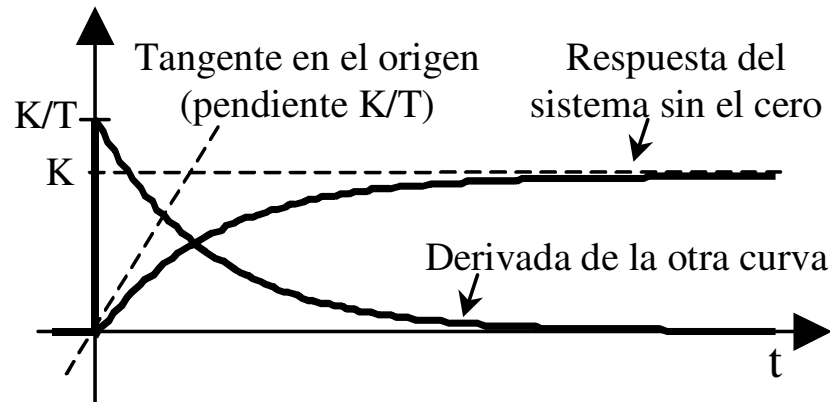 Tangente en el origen
(pendiente K/T)
Respuesta del
sistema sin el cero
K/T
K
Derivada de la otra curva
t